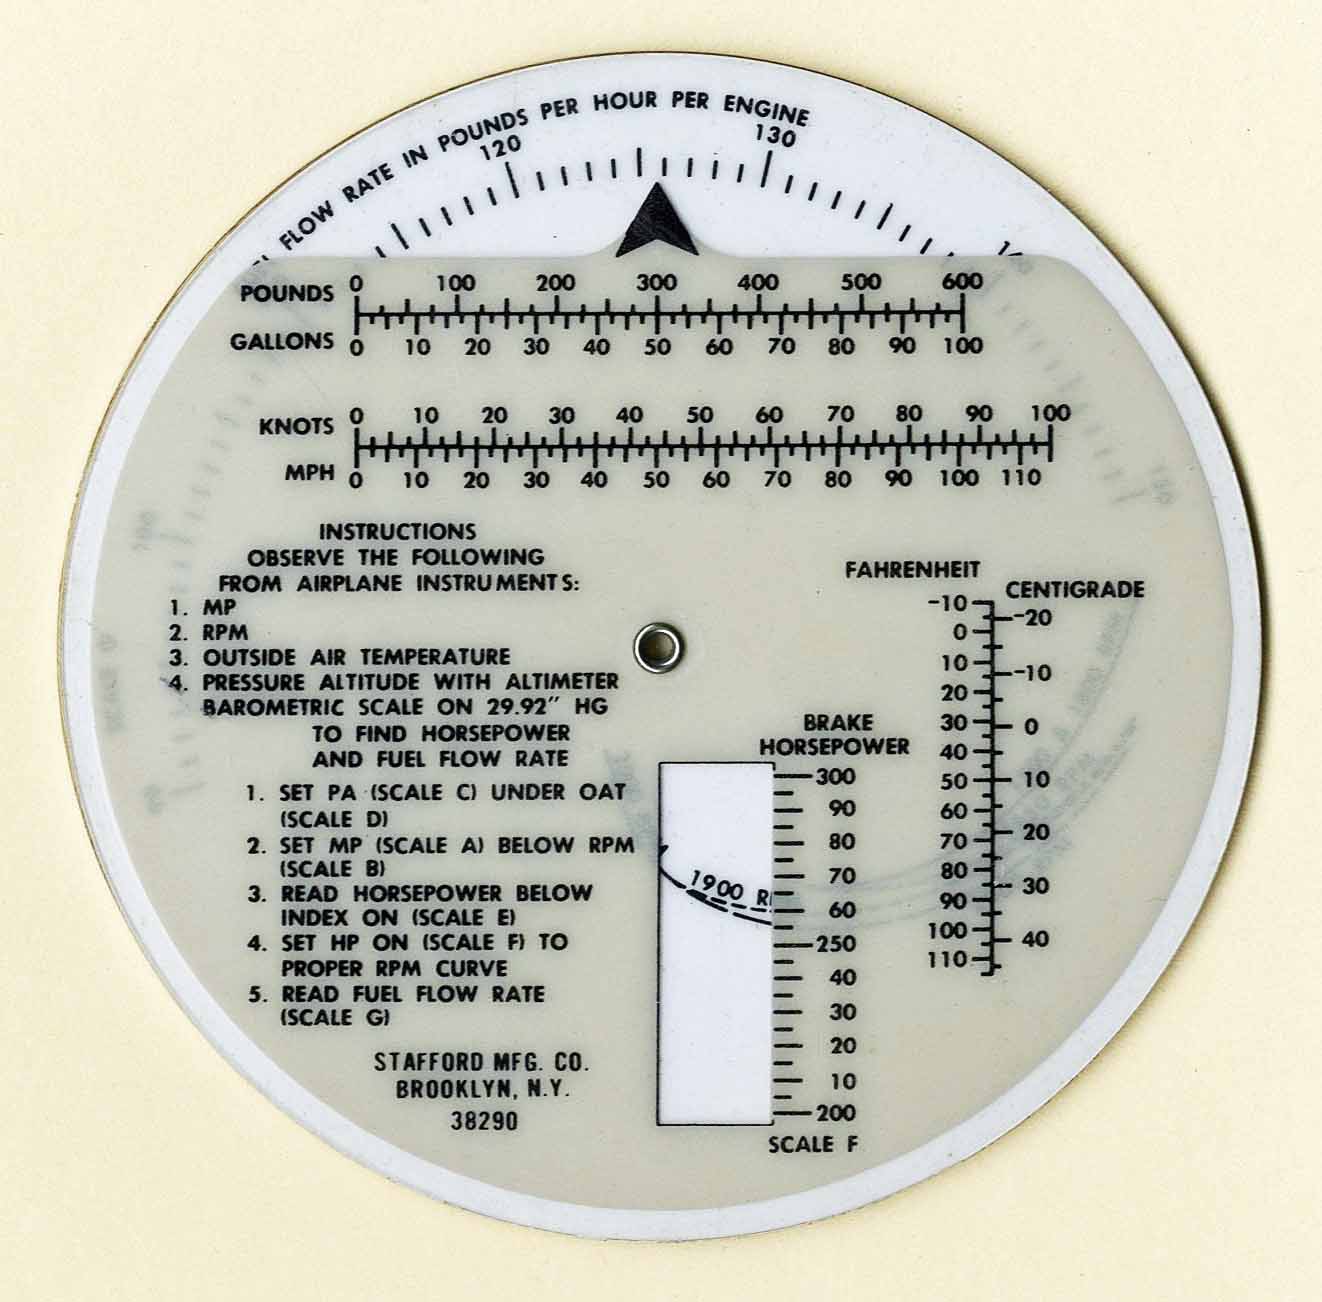 FLOW RATE IN POUNDS PER HOUR PER ENGINE
120 130
POUNDS 0 100 200 300 400 500 600
GALLONS 0 10 20 30 40 50 60 70 80 90 100
KNOTS 0 10 20 30 40 50 60 70 80 90 100
MPH 0 10 20 30 40 50 60 70 80 90 100 110
INSTRUCTIONS
OBSERVE THE FOLLOWING
FROM AIRPLANE INSTRUMENTS:
1. MP
2. RPM
3. OUTSIDE AIR TEMPERATURE
4. PRESSURE ALTITUDE WITH ALTIMETER
BAROMETRIC SCALE ON 29.92" HG
TO FIND HORSEPOWER
AND FUEL FLOW RATE
1. SET PA (SCALE C) UNDER OAT
(SCALE D)
2. SET MP (SCALE A) BELOW RPM
(SCALE B)
3. READ HORSEPOWER BELOW
INDEX ON (SCALE E)
4. SET HP ON (SCALE F) TO
PROPER RPM CURVE
5. READ FUEL FLOW RATE
(SCALE G)
STAFFORD MFG. CO.
BROOKLYN, N.Y.
38290
1900
BRAKE
HORSEPOWER
300
90
80
70
60
250
40
30
20
10
200
SCALE F
FAHRENHEIT
-10
0
10
20
30
40
50
60
70
80
90
100
110
CENTIGRADE
-20
-10
0
10
20
30
40